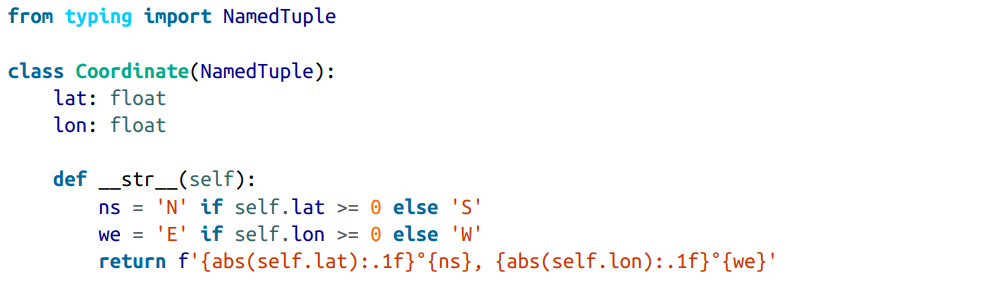 from typing import NamedTuple

class Coordinate(NamedTuple):
    lat: float
    lon: float

    def __str__(self):
        ns = 'N' if self.lat >= 0 else 'S'
        we = 'E' if self.lon >= 0 else 'W'
        return f'{abs(self.lat):.1f}°{ns}, {abs(self.lon):.1f}°{we}'